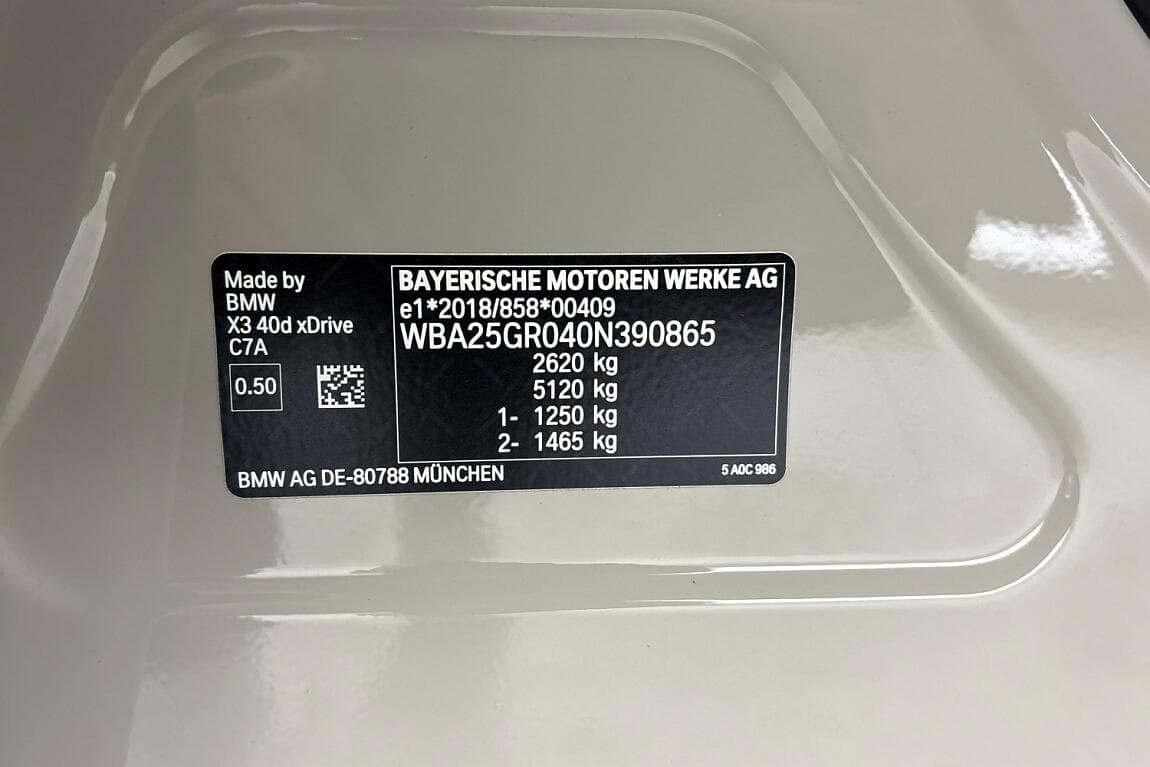 Made by
BMW
X3 40d xDrive
C7A
0.50
BAYERISCHE MOTOREN WERKE AG
e1*2018/858*00409
WBA25GR040N390865
2620 kg
5120 kg
1- 1250 kg
2- 1465 kg
BMW AG DE-80788 MÜNCHEN
5 A0C 986